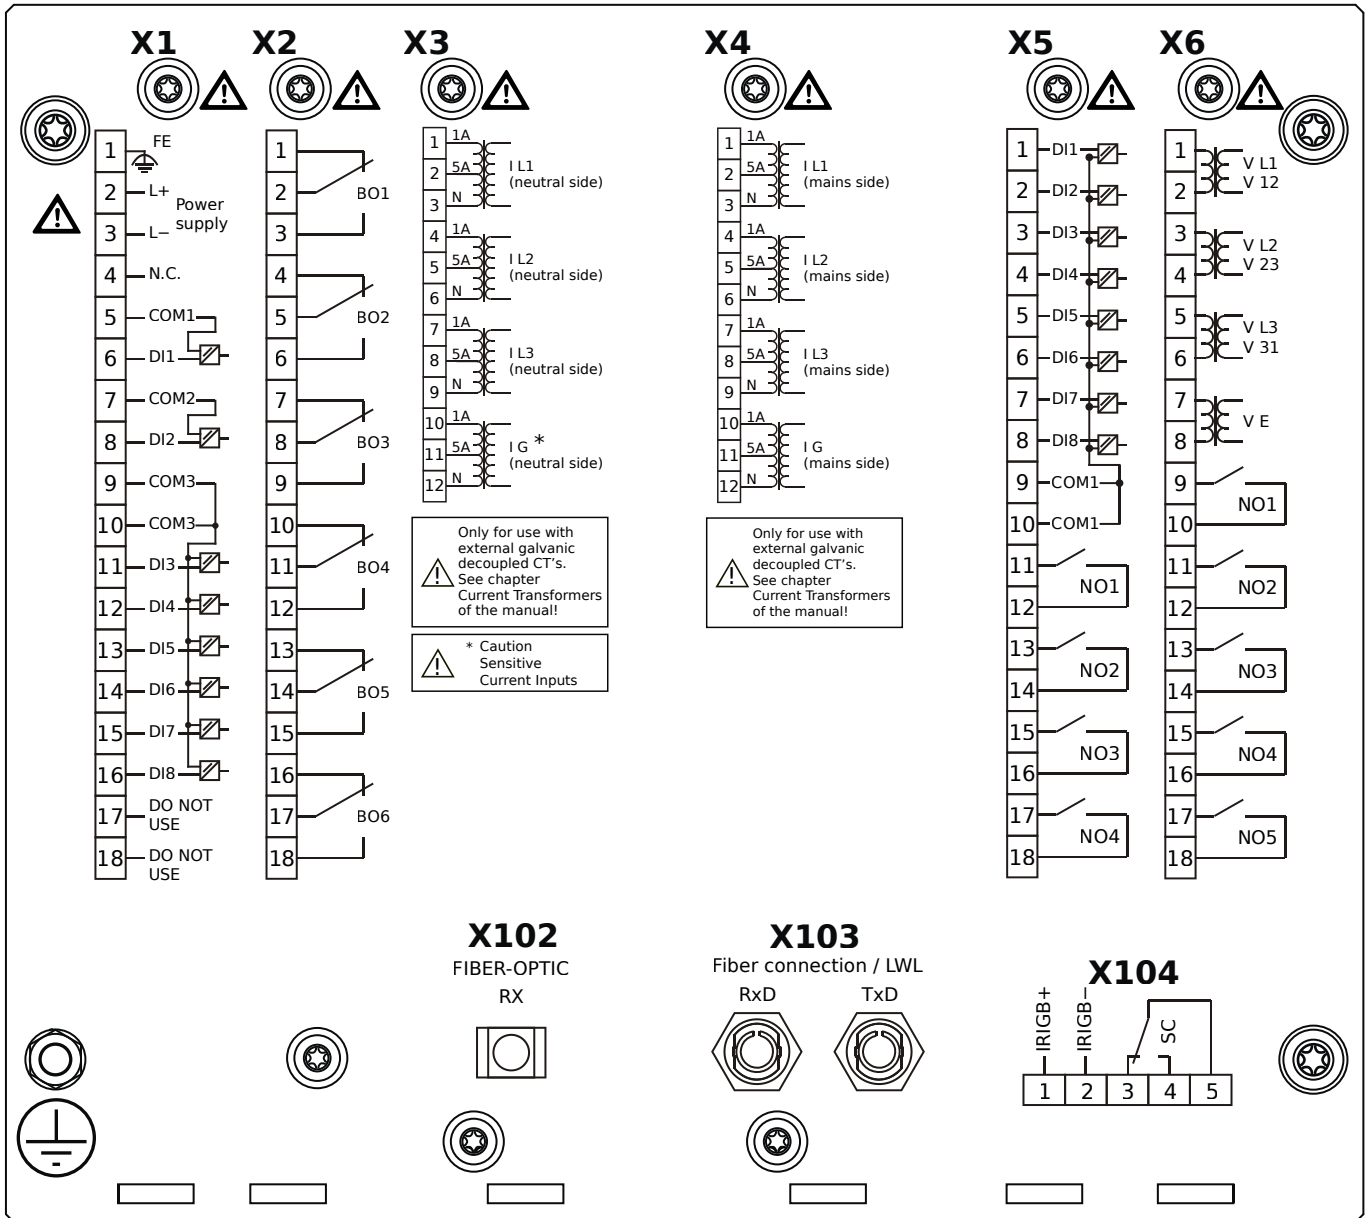 X1
X2
X3
X4
X5
X6
1 FE
2 L+ Power
3 L− supply
4 N.C.
5 COM1
6 DI1
7 COM2
8 DI2
9 COM3
10 COM3
11 DI3
12 DI4
13 DI5
14 DI6
15 DI7
16 DI8
17 DO NOT
USE
18 DO NOT
USE
1
2 BO1
3
4
5 BO2
6
7
8 BO3
9
10
11 BO4
12
13
14 BO5
15
16
17 BO6
18
1 1A
2 5A I L1
(neutral side)
3 N
4 1A
5 5A I L2
(neutral side)
6 N
7 1A
8 5A I L3
(neutral side)
9 N
10 1A
11 5A I G *
(neutral side)
12 N
Only for use with
external galvanic
decoupled CT’s.
See chapter
Current Transformers
of the manual!
* Caution
Sensitive
Current Inputs
1 1A
2 5A I L1
(mains side)
3 N
4 1A
5 5A I L2
(mains side)
6 N
7 1A
8 5A I L3
(mains side)
9 N
10 1A
11 5A I G
(mains side)
12 N
Only for use with
external galvanic
decoupled CT’s.
See chapter
Current Transformers
of the manual!
1 DI1
2 DI2
3 DI3
4 DI4
5 DI5
6 DI6
7 DI7
8 DI8
9 COM1
10 COM1
11
NO1
12
13
NO2
14
15
NO3
16
17
NO4
18
1 V L1
2 V 12
3 V L2
4 V 23
5 V L3
6 V 31
7 V E
8
9
NO1
10
11
NO2
12
13
NO3
14
15
NO4
16
17
NO5
18
X102
FIBER-OPTIC
RX
X103
Fiber connection / LWL
RxD TxD
X104
IRIGB+
IRIGB−
SC
1 2 3 4 5